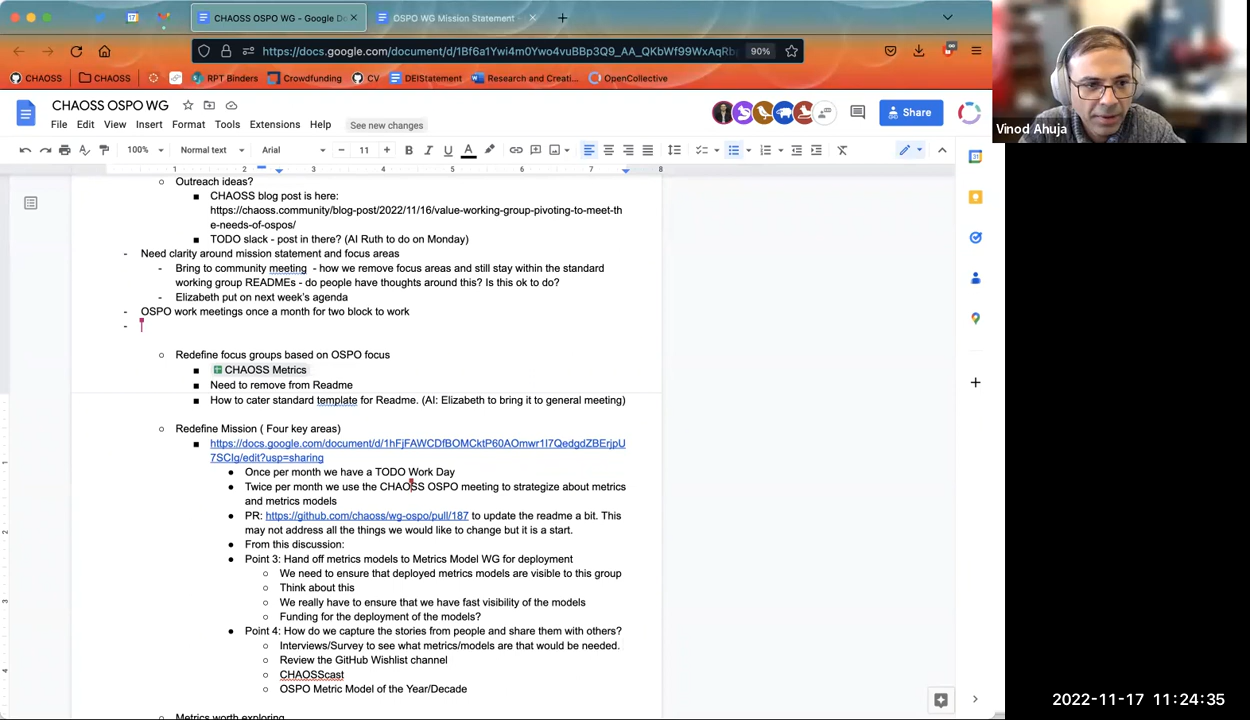 CHAOSS OSPO WG - Google Do
OSPO WG Mission Statement
https://docs.google.com/document/d/1Bf6a1Ywi4m0Ywo4vuBBp3Q9_AA_QKbWf99WxAqRb
90%
CHAOSS
CHAOSS
RPT Binders
Crowdfunding
CV
DEIStatement
Research and Creati...
OpenCollective
CHAOSS OSPO WG
File Edit View Insert Format Tools Extensions Help
See new changes
Share
Vinod Ahuja
100%
Normal text
Arial
11
1 2 3 4 5 6 7 8
○ Outreach ideas?
■ CHAOSS blog post is here:
https://chaoss.community/blog-post/2022/11/16/value-working-group-pivoting-to-meet-th
e-needs-of-ospos/
■ TODO slack - post in there? (AI Ruth to do on Monday)
- Need clarity around mission statement and focus areas
- Bring to community meeting - how we remove focus areas and still stay within the standard
working group READMEs - do people have thoughts around this? Is this ok to do?
- Elizabeth put on next week's agenda
- OSPO work meetings once a month for two block to work
-
○ Redefine focus groups based on OSPO focus
■ CHAOSS Metrics
■ Need to remove from Readme
■ How to cater standard template for Readme. (AI: Elizabeth to bring it to general meeting)
○ Redefine Mission ( Four key areas)
■ https://docs.google.com/document/d/1hFjFAWCDfBOMCktP60AOmwr1I7QedgdZBErjpU
7SCIg/edit?usp=sharing
● Once per month we have a TODO Work Day
● Twice per month we use the CHAOSS OSPO meeting to strategize about metrics
and metrics models
● PR: https://github.com/chaoss/wg-ospo/pull/187 to update the readme a bit. This
may not address all the things we would like to change but it is a start.
● From this discussion:
● Point 3: Hand off metrics models to Metrics Model WG for deployment
○ We need to ensure that deployed metrics models are visible to this group
○ Think about this
○ We really have to ensure that we have fast visibility of the models
○ Funding for the deployment of the models?
● Point 4: How do we capture the stories from people and share them with others?
○ Interviews/Survey to see what metrics/models are that would be needed.
○ Review the GitHub Wishlist channel
○ CHAOSScast
○ OSPO Metric Model of the Year/Decade
○ Metrics worth exploring
2022-11-17 11:24:35